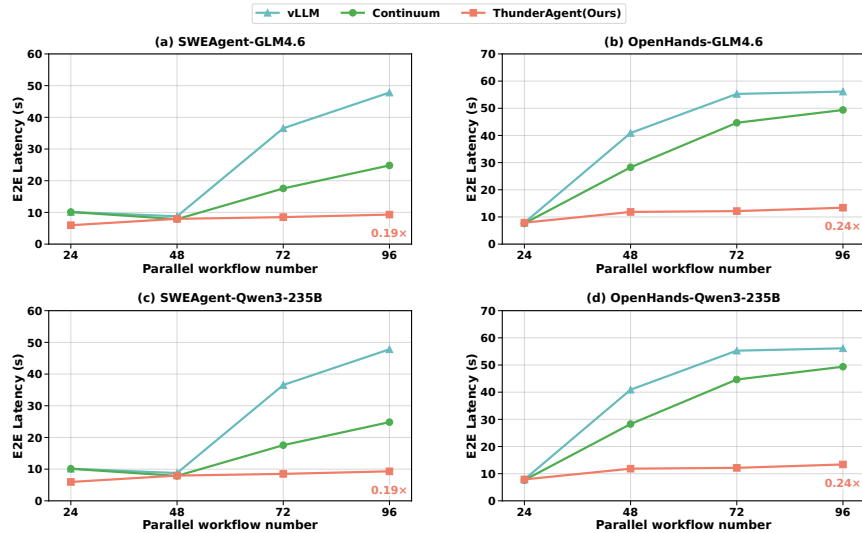 vLLM Continuum ThunderAgent(Ours)
(a) SWEAgent-GLM4.6
E2E Latency (s)
60
50
40
30
20
10
0
0.19×
24 48 72 96
Parallel workflow number
(b) OpenHands-GLM4.6
E2E Latency (s)
70
60
50
40
30
20
10
0
0.24×
24 48 72 96
Parallel workflow number
(c) SWEAgent-Qwen3-235B
E2E Latency (s)
60
50
40
30
20
10
0
0.19×
24 48 72 96
Parallel workflow number
(d) OpenHands-Qwen3-235B
E2E Latency (s)
70
60
50
40
30
20
10
0
0.24×
24 48 72 96
Parallel workflow number